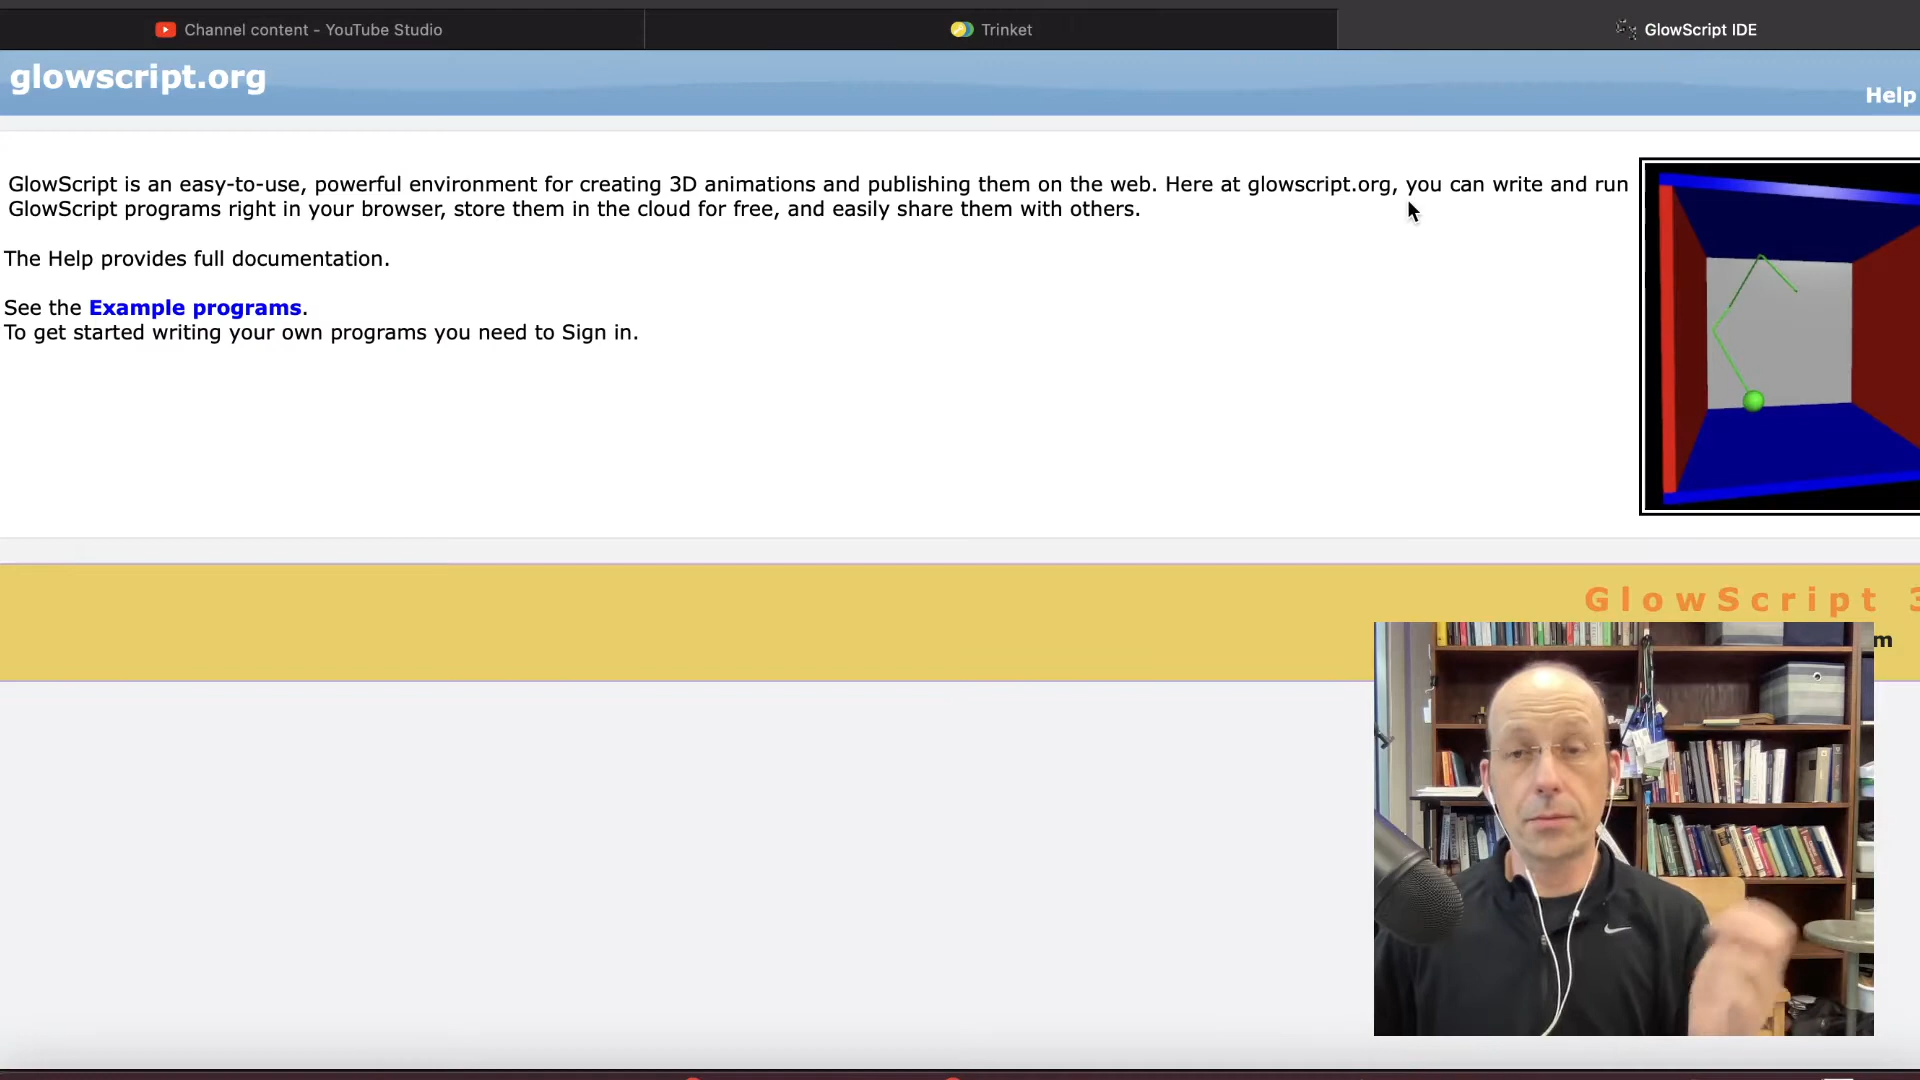 Channel content - YouTube Studio
Trinket
GlowScript IDE
glowscript.org
Help
GlowScript is an easy-to-use, powerful environment for creating 3D animations and publishing them on the web. Here at glowscript.org, you can write and run
GlowScript programs right in your browser, store them in the cloud for free, and easily share them with others.
The Help provides full documentation.
See the Example programs.
To get started writing your own programs you need to Sign in.
GlowScript 3
m